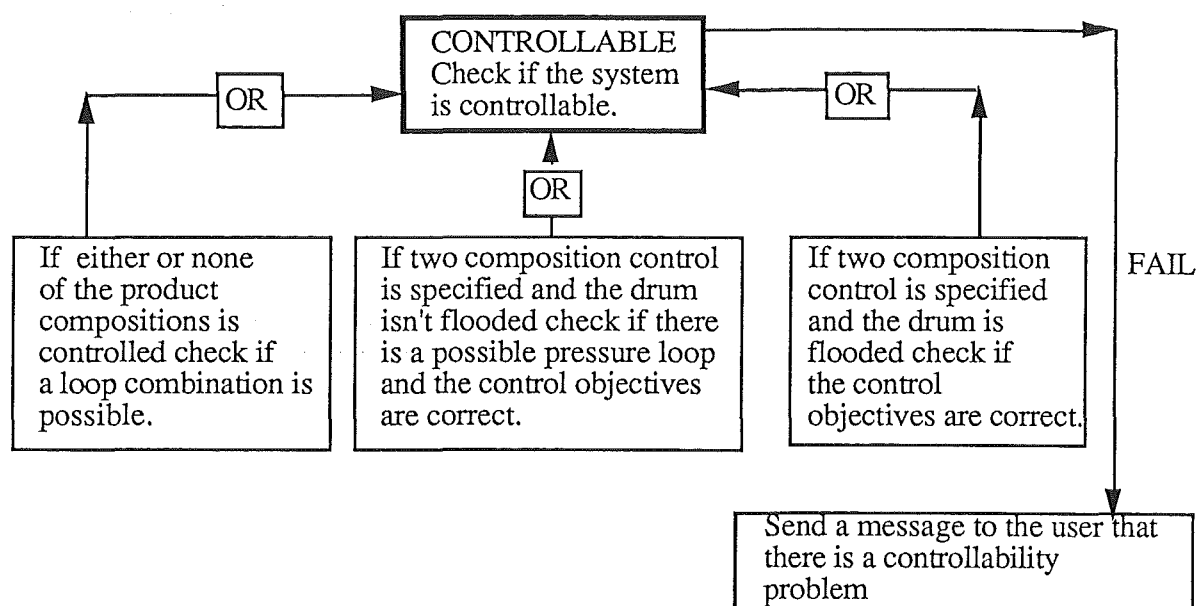 CONTROLLABLE
Check if the system
is controllable.
OR
OR
OR
If either or none
of the product
compositions is
controlled check if
a loop combination is
possible.
If two composition control
is specified and the drum
isn't flooded check if there
is a possible pressure loop
and the control objectives
are correct.
If two composition
control is specified
and the drum is
flooded check if
the control
objectives are correct.
FAIL
Send a message to the user that
there is a controllability
problem